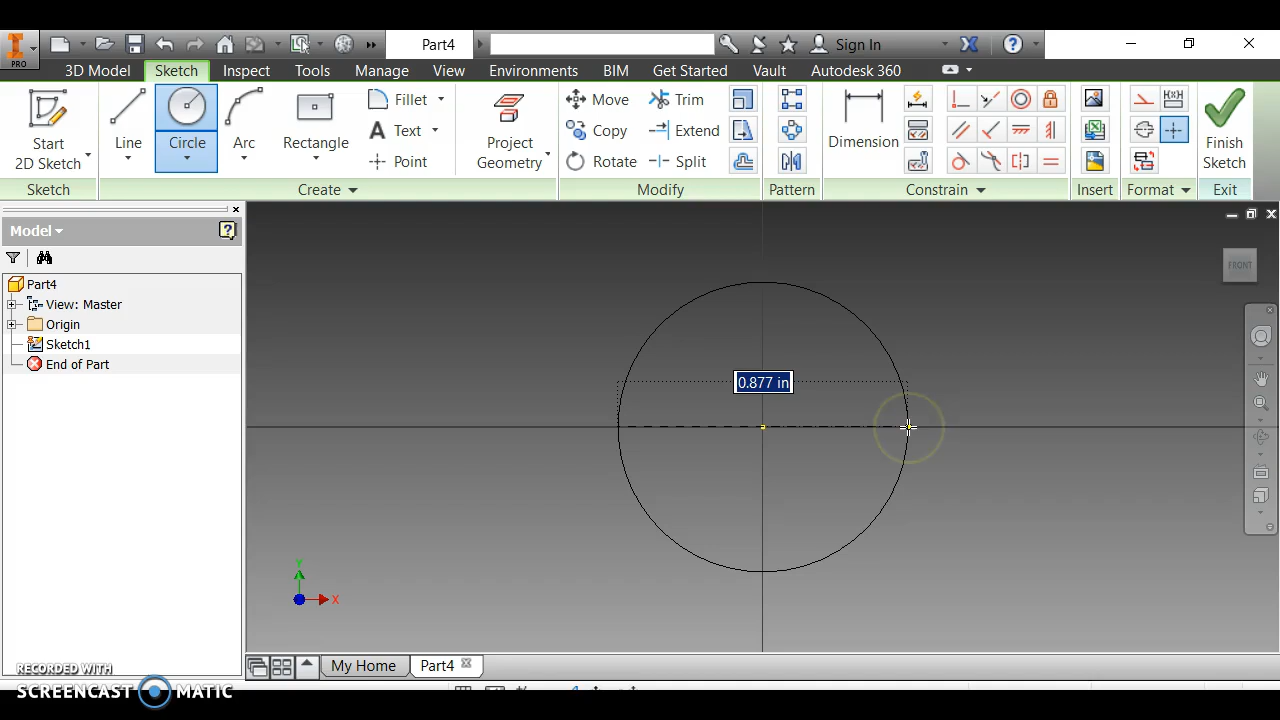 PRO
Part4
Sign In
3D Model Sketch Inspect Tools Manage View Environments BIM Get Started Vault Autodesk 360
Start
2D Sketch
Line
Circle
Arc
Rectangle
Fillet
Text
Point
Project
Geometry
Move
Copy
Rotate
Trim
Extend
Split
Dimension
Finish
Sketch
Sketch Create Modify Pattern Constrain Insert Format Exit
Model
Part4
View: Master
Origin
Sketch1
End of Part
FRONT
0.877 in
Y
X
My Home
Part4
RECORDED WITH
SCREENCAST MATIC